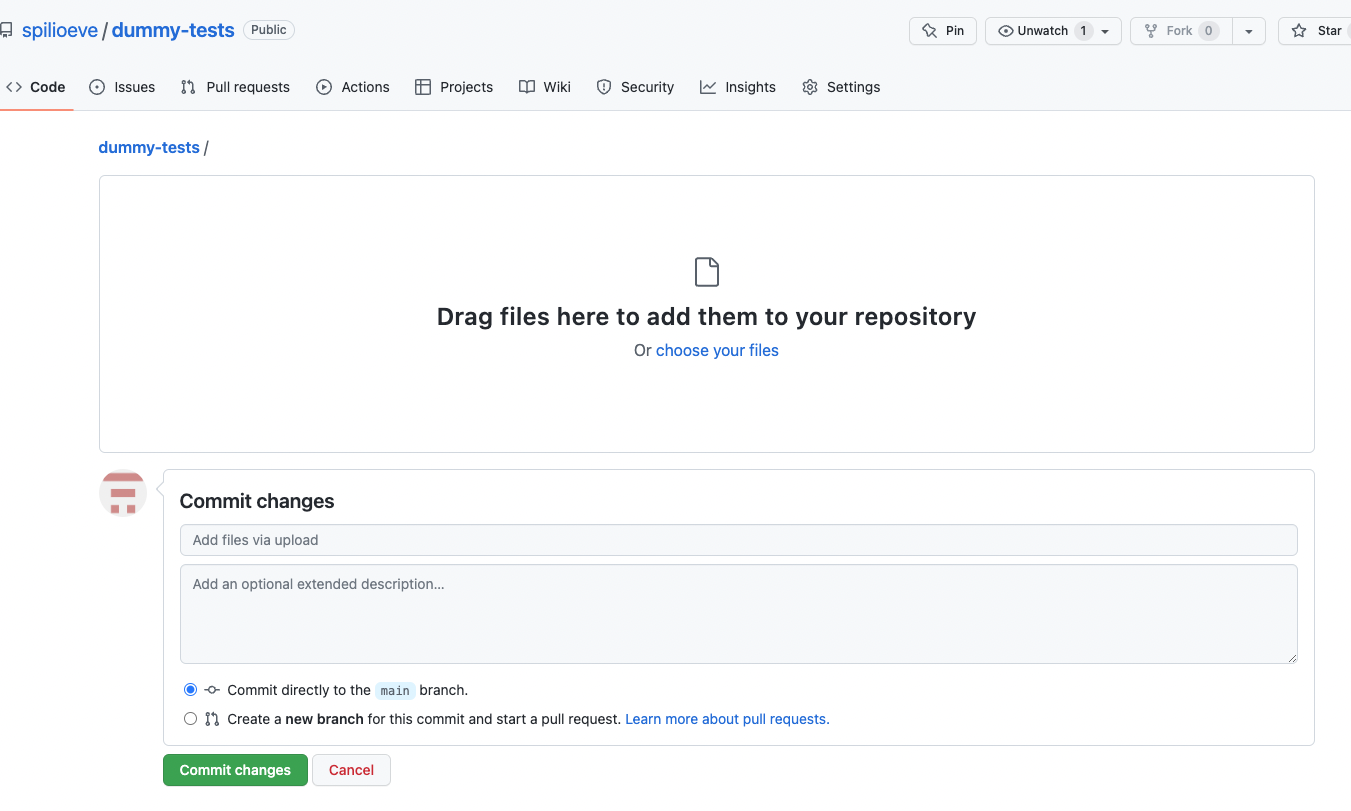 spilioeve / dummy-tests Public Pin Unwatch 1 Fork 0 Star
Code Issues Pull requests Actions Projects Wiki Security Insights Settings
dummy-tests /
Drag files here to add them to your repository
Or choose your files
Commit changes
Add files via upload
Add an optional extended description...
Commit directly to the main branch.
Create a new branch for this commit and start a pull request. Learn more about pull requests.
Commit changes Cancel